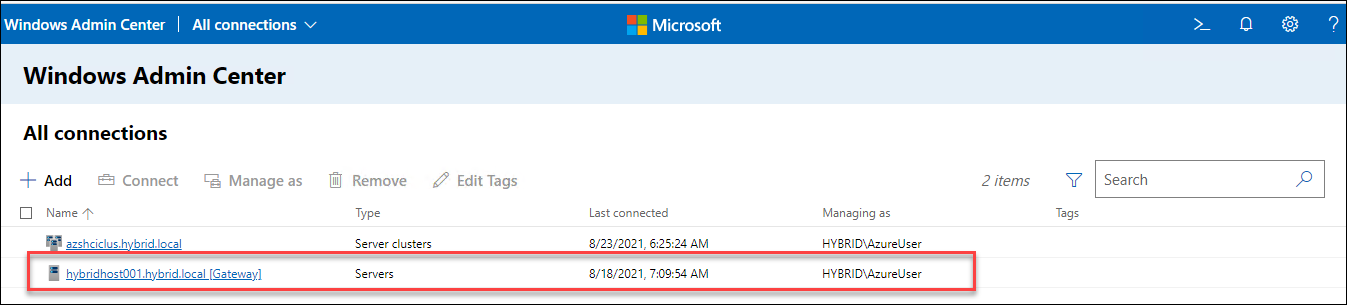 Windows Admin Center | All connections Microsoft >_ ?
Windows Admin Center
All connections
Add Connect Manage as Remove Edit Tags 2 items Search
Name Type Last connected Managing as Tags
azshciclus.hybrid.local Server clusters 8/23/2021, 6:25:24 AM HYBRID\AzureUser
hybridhost001.hybrid.local [Gateway] Servers 8/18/2021, 7:09:54 AM HYBRID\AzureUser